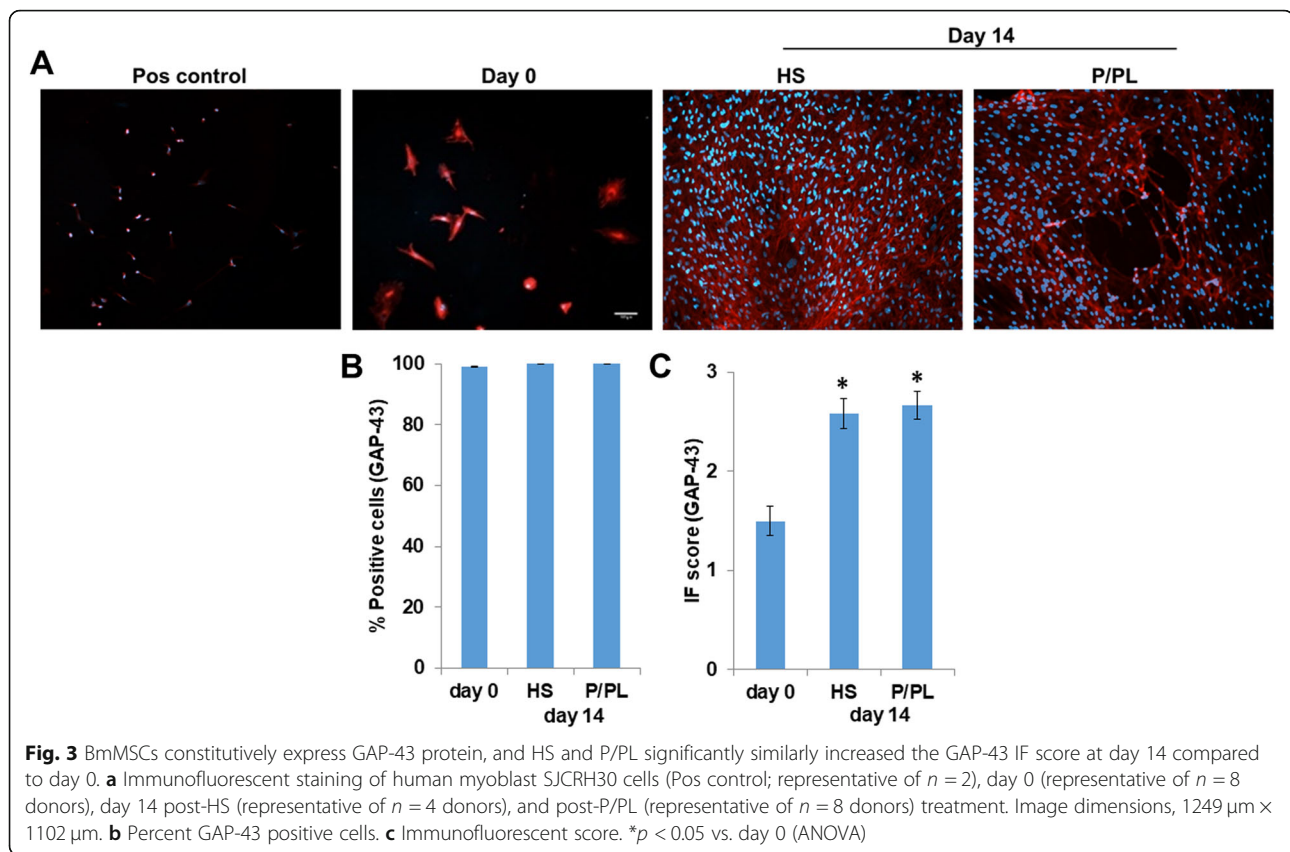 Day 14
A
Pos control
Day 0
HS
P/PL
B
% Positive cells (GAP-43)
100
80
60
40
20
0
day 0
HS
P/PL
day 14
C
IF score (GAP-43)
3
2
1
0
*
*
day 0
HS
P/PL
day 14
Fig. 3 BmMSCs constitutively express GAP-43 protein, and HS and P/PL significantly similarly increased the GAP-43 IF score at day 14 compared
to day 0. a Immunofluorescent staining of human myoblast SJCRH30 cells (Pos control; representative of n = 2), day 0 (representative of n = 8
donors), day 14 post-HS (representative of n = 4 donors), and post-P/PL (representative of n = 8 donors) treatment. Image dimensions, 1249 μm ×
1102 μm. b Percent GAP-43 positive cells. c Immunofluorescent score. *p < 0.05 vs. day 0 (ANOVA)